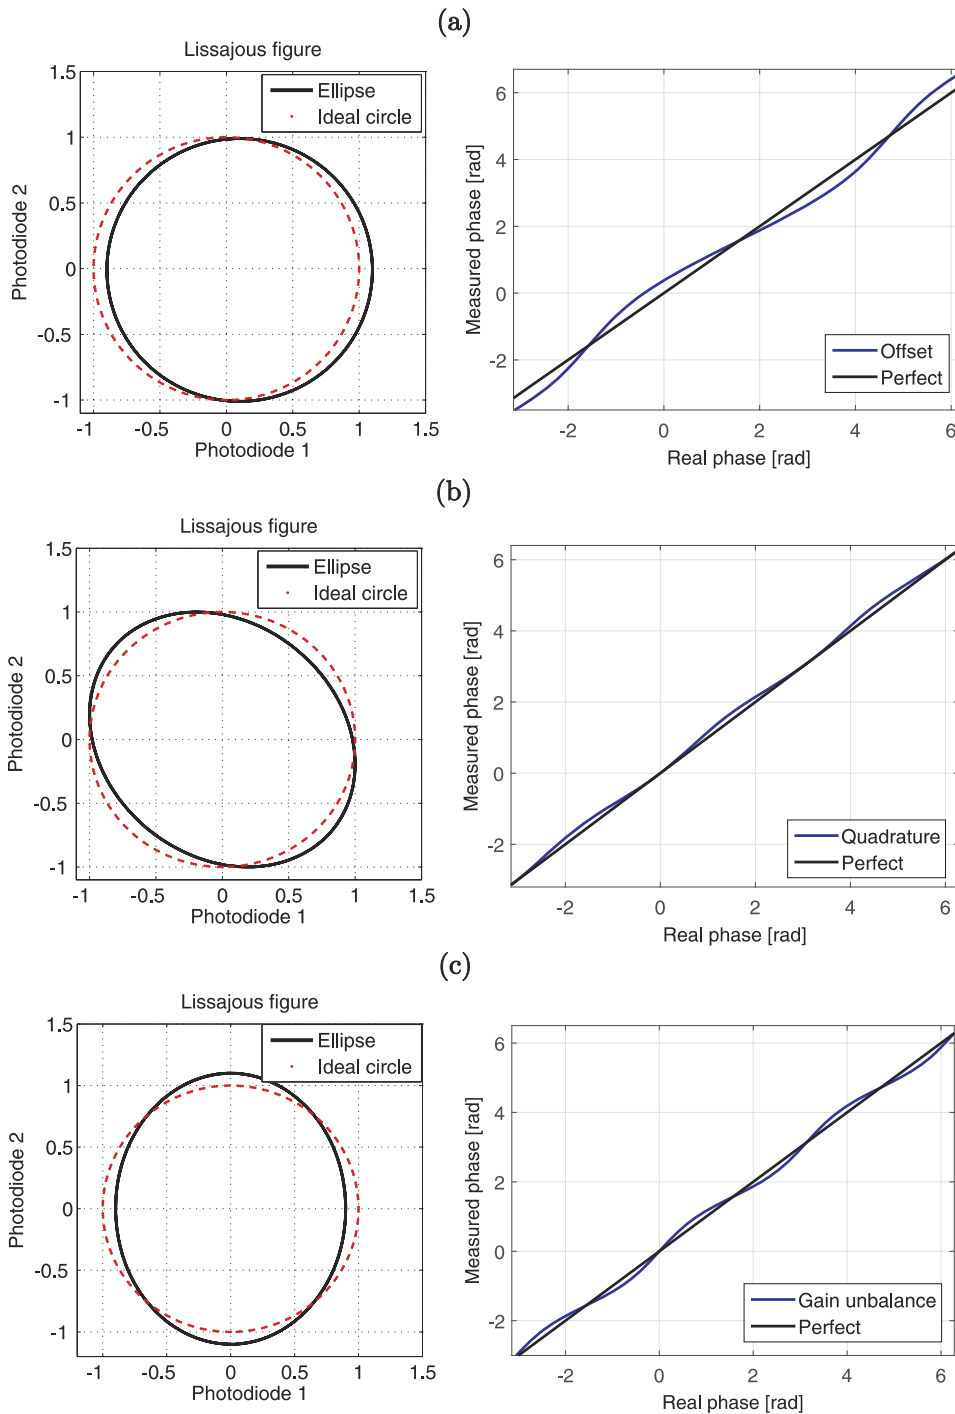 (a)
Lissajous figure
1.5
1
0.5
0
-0.5
-1
-1 -0.5 0 0.5 1 1.5
Photodiode 2
Photodiode 1
Ellipse
Ideal circle
6
4
2
0
-2
-2 0 2 4 6
Measured phase [rad]
Real phase [rad]
Offset
Perfect
(b)
Lissajous figure
1.5
1
0.5
0
-0.5
-1
-1 -0.5 0 0.5 1 1.5
Photodiode 2
Photodiode 1
Ellipse
Ideal circle
6
4
2
0
-2
-2 0 2 4 6
Measured phase [rad]
Real phase [rad]
Quadrature
Perfect
(c)
Lissajous figure
1.5
1
0.5
0
-0.5
-1
-1 -0.5 0 0.5 1 1.5
Photodiode 2
Photodiode 1
Ellipse
Ideal circle
6
4
2
0
-2
-2 0 2 4 6
Measured phase [rad]
Real phase [rad]
Gain unbalance
Perfect